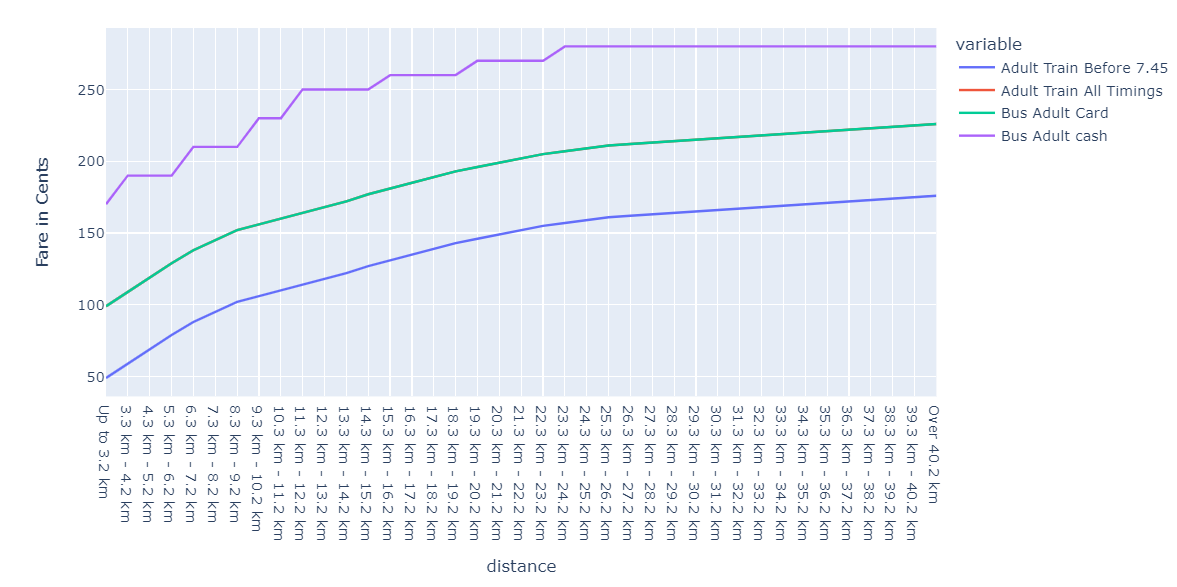 variable
Adult Train Before 7.45
Adult Train All Timings
Bus Adult Card
Bus Adult cash
Fare in Cents
250
200
150
100
50
Up to 3.2 km
3.3 km - 4.2 km
4.3 km - 5.2 km
5.3 km - 6.2 km
6.3 km - 7.2 km
7.3 km - 8.2 km
8.3 km - 9.2 km
9.3 km - 10.2 km
10.3 km - 11.2 km
11.3 km - 12.2 km
12.3 km - 13.2 km
13.3 km - 14.2 km
14.3 km - 15.2 km
15.3 km - 16.2 km
16.3 km - 17.2 km
17.3 km - 18.2 km
18.3 km - 19.2 km
19.3 km - 20.2 km
20.3 km - 21.2 km
21.3 km - 22.2 km
22.3 km - 23.2 km
23.3 km - 24.2 km
24.3 km - 25.2 km
25.3 km - 26.2 km
26.3 km - 27.2 km
27.3 km - 28.2 km
28.3 km - 29.2 km
29.3 km - 30.2 km
30.3 km - 31.2 km
31.3 km - 32.2 km
32.3 km - 33.2 km
33.3 km - 34.2 km
34.3 km - 35.2 km
35.3 km - 36.2 km
36.3 km - 37.2 km
37.3 km - 38.2 km
38.3 km - 39.2 km
39.3 km - 40.2 km
Over 40.2 km
distance